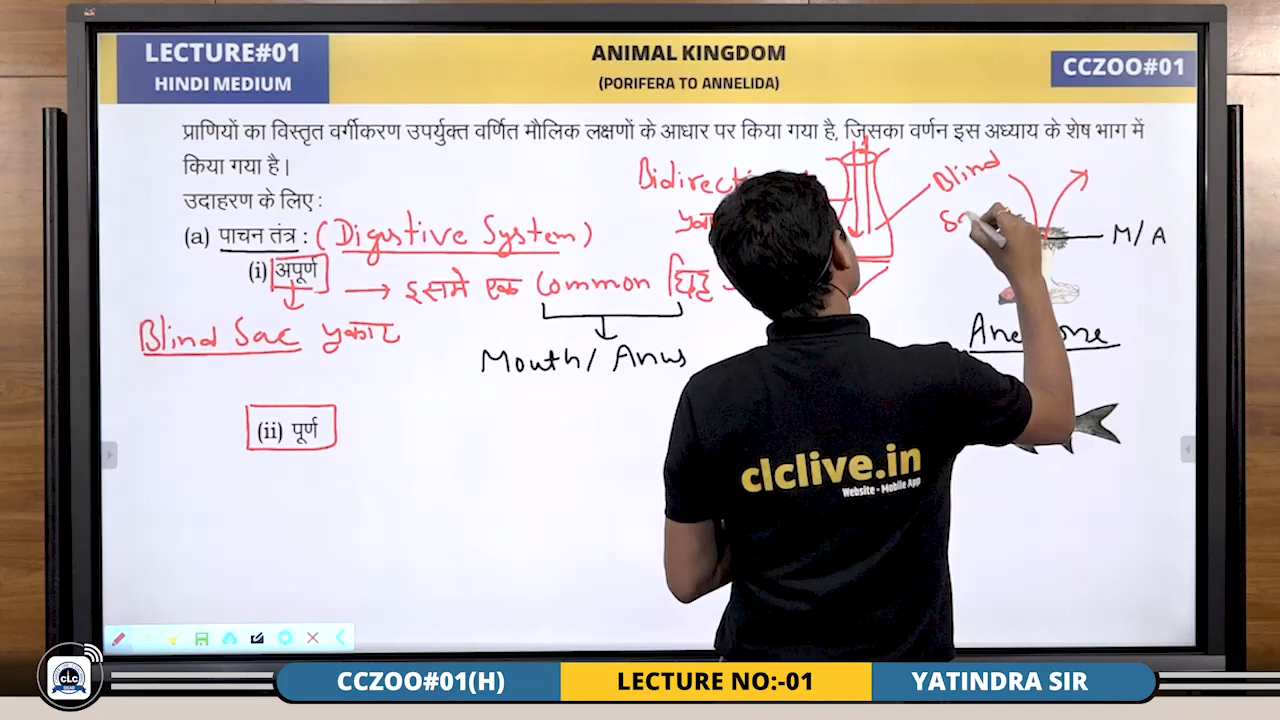 LECTURE#01
HINDI MEDIUM
ANIMAL KINGDOM
(PORIFERA TO ANNELIDA)
CCZOO#01
प्राणियों का विस्तृत वर्गीकरण उपर्युक्त वर्णित मौलिक लक्षणों के आधार पर किया गया है, जिसका वर्णन इस अध्याय के शेष भाग में
किया गया है।
उदाहरण के लिए :
Blind
(a) पाचन तंत्र : (Digestive System)
M/A
(i) अपूर्ण → इसमे एक Common छिद्र
Blind Sac प्रकार
Mouth/Anus
(ii) पूर्ण
clclive.in
Website - Mobile App
CLC
CCZOO#01(H)
LECTURE NO:-01
YATINDRA SIR